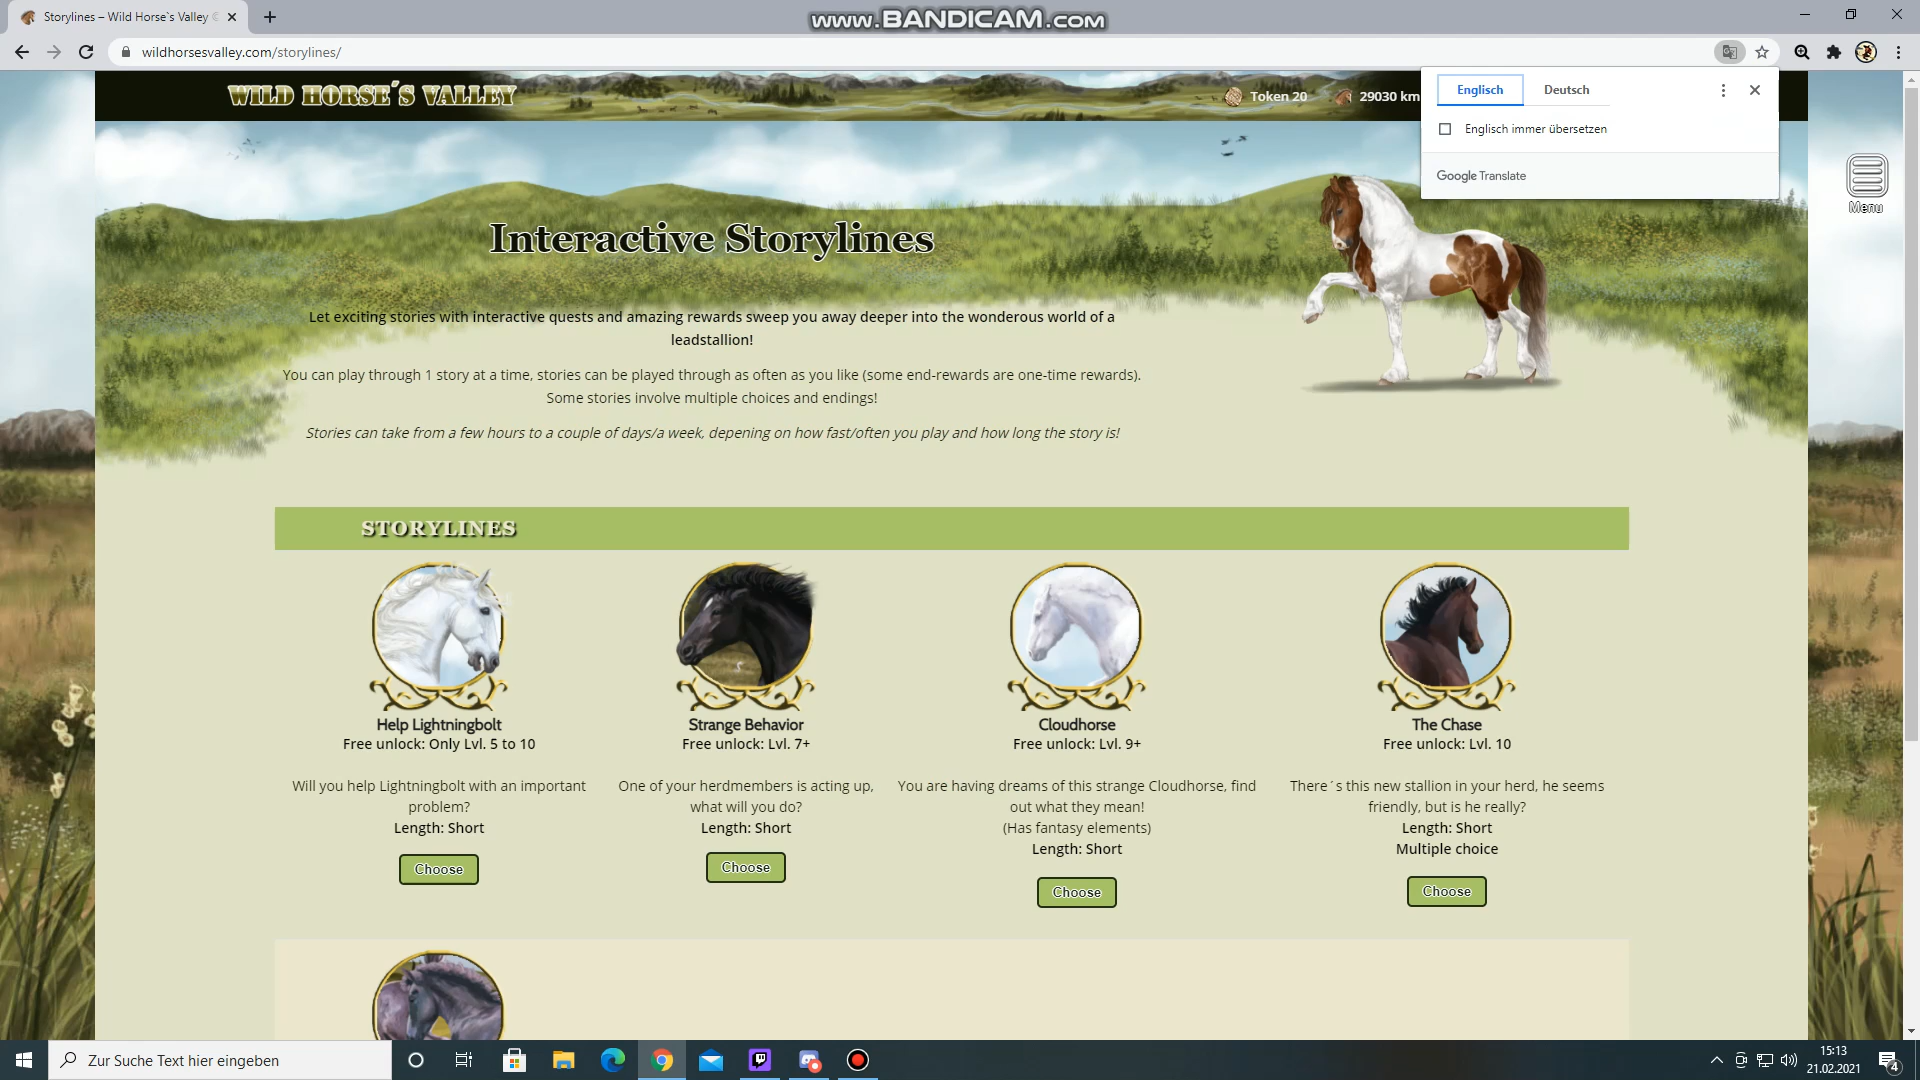 Storylines – Wild Horse`s Valley ©
www.BANDICAM.com
wildhorsesvalley.com/storylines/
WILD HORSE´S VALLEY
Token 20
29030 km
Englisch
Deutsch
Englisch immer übersetzen
Google Translate
Menu
Interactive Storylines
Let exciting stories with interactive quests and amazing rewards sweep you away deeper into the wonderous world of a
leadstallion!
You can play through 1 story at a time, stories can be played through as often as you like (some end-rewards are one-time rewards).
Some stories involve multiple choices and endings!
Stories can take from a few hours to a couple of days/a week, depening on how fast/often you play and how long the story is!
STORYLINES
Help Lightningbolt
Free unlock: Only Lvl. 5 to 10
Will you help Lightningbolt with an important
problem?
Length: Short
Choose
Strange Behavior
Free unlock: Lvl. 7+
One of your herdmembers is acting up,
what will you do?
Length: Short
Choose
Cloudhorse
Free unlock: Lvl. 9+
You are having dreams of this strange Cloudhorse, find
out what they mean!
(Has fantasy elements)
Length: Short
Choose
The Chase
Free unlock: Lvl. 10
There´s this new stallion in your herd, he seems
friendly, but is he really?
Length: Short
Multiple choice
Choose
Zur Suche Text hier eingeben
15:13
21.02.2021
4